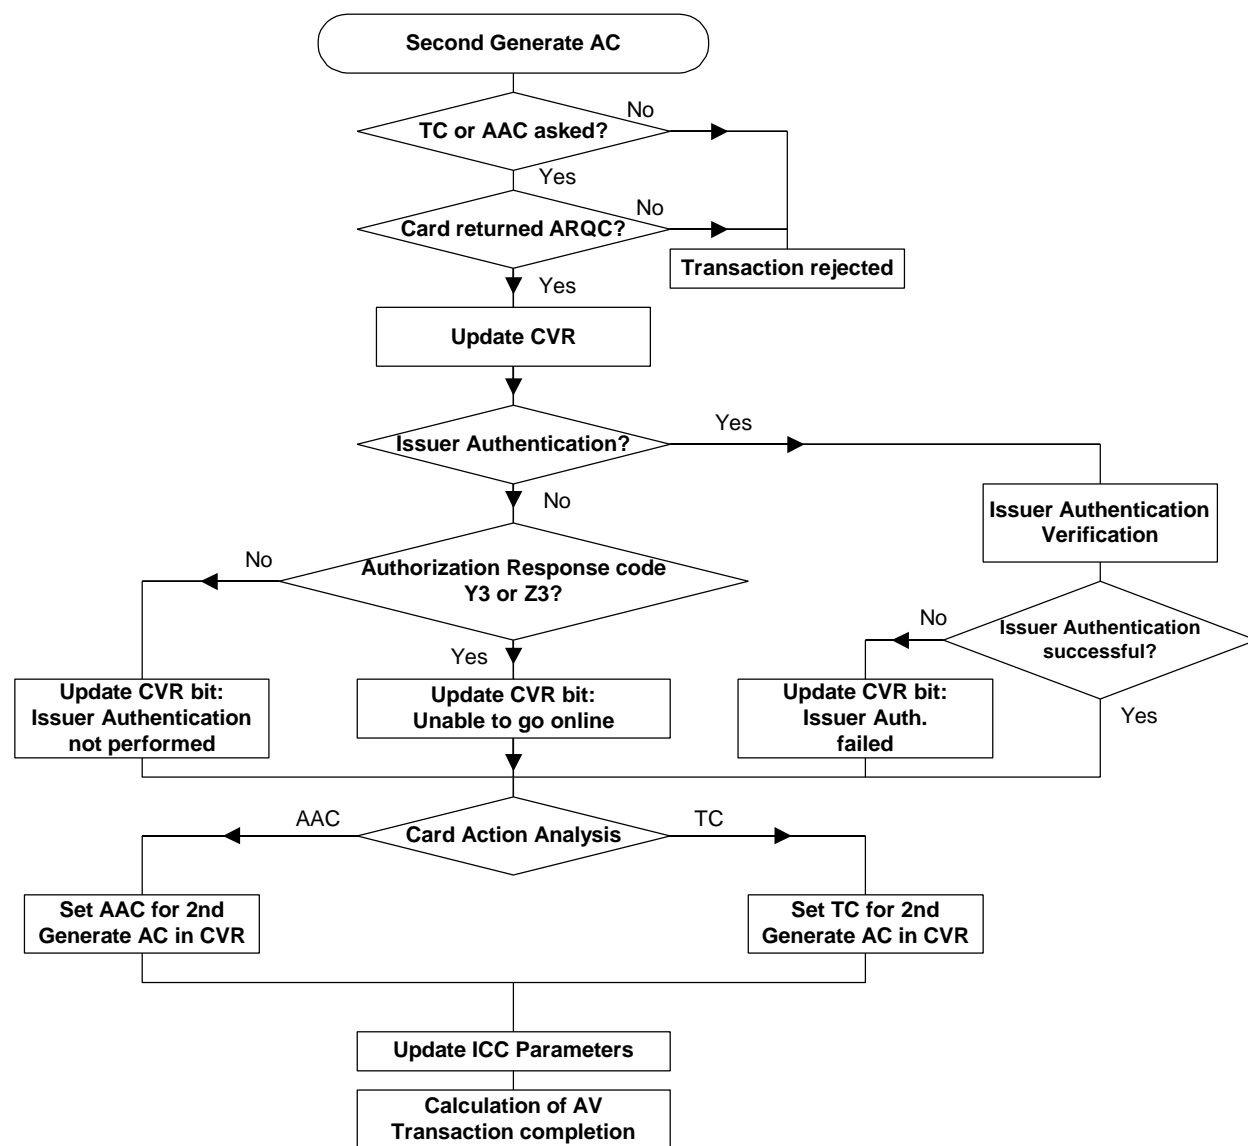 Second Generate AC
No
TC or AAC asked?
Yes
No
Card returned ARQC?
Transaction rejected
Yes
Update CVR
Yes
Issuer Authentication?
No
Issuer Authentication
Verification
No
Authorization Response code
Y3 or Z3?
No
Issuer Authentication
successful?
Yes
Update CVR bit:
Issuer Authentication
not performed
Update CVR bit:
Unable to go online
Update CVR bit:
Issuer Auth.
failed
Yes
AAC
Card Action Analysis
TC
Set AAC for 2nd
Generate AC in CVR
Set TC for 2nd
Generate AC in CVR
Update ICC Parameters
Calculation of AV
Transaction completion